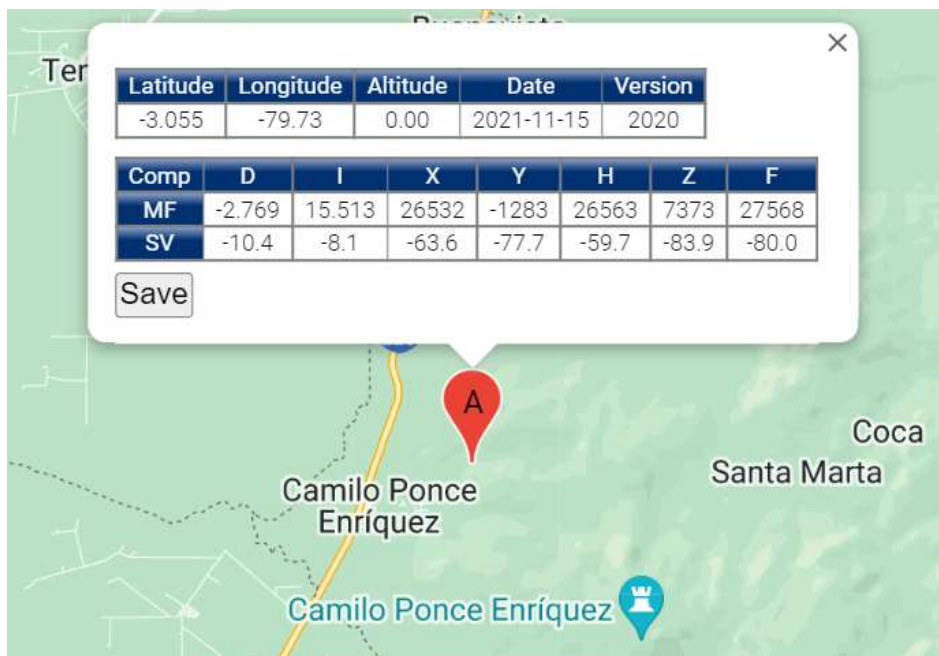 Ter
Latitude Longitude Altitude Date Version
-3.055 -79.73 0.00 2021-11-15 2020
Comp D I X Y H Z F
MF -2.769 15.513 26532 -1283 26563 7373 27568
SV -10.4 -8.1 -63.6 -77.7 -59.7 -83.9 -80.0
Save
A
Coca
Santa Marta
Camilo Ponce
Enríquez
Camilo Ponce Enríquez